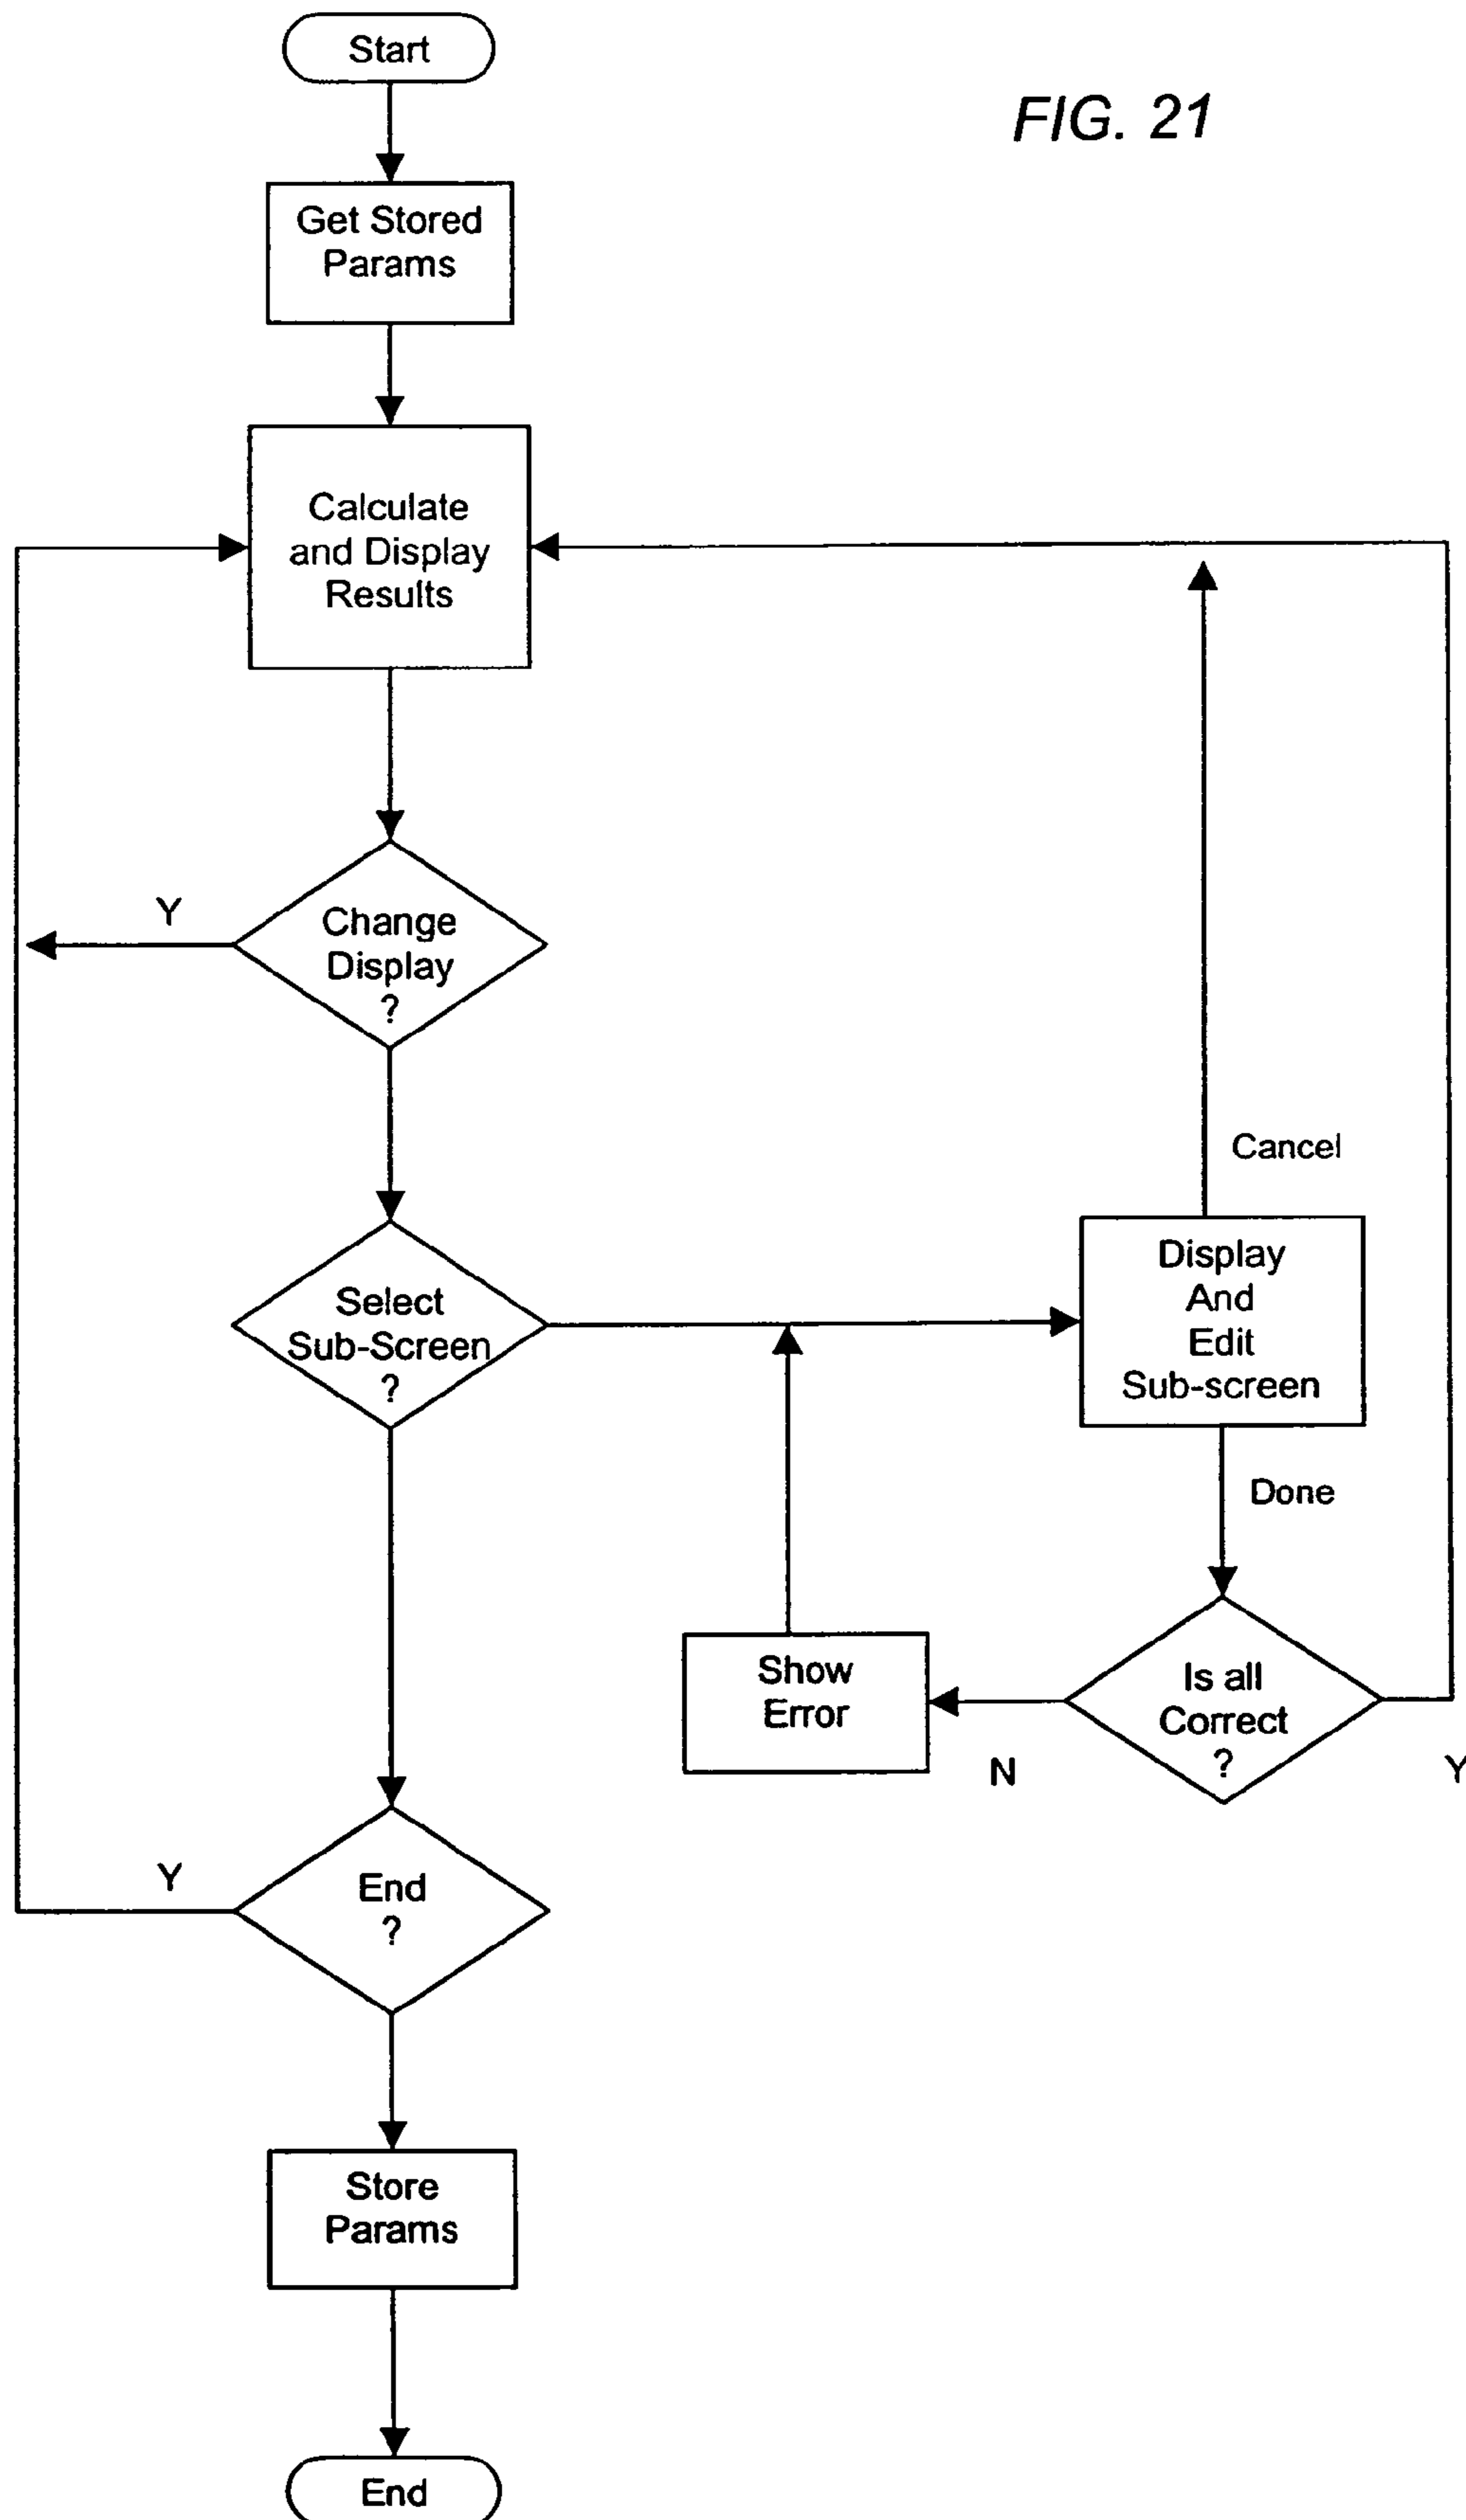 Start
FIG. 21
Get Stored
Params
Calculate
and Display
Results
Y
Change
Display
?
Cancel
Select
Sub-Screen
?
Display
And
Edit
Sub-screen
Done
Show
Error
N
Is all
Correct
?
Y
Y
End
?
Store
Params
End